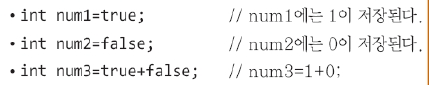 • int num1=true; // num1에는 1이 저장된다.
• int num2=false; // num2에는 0이 저장된다.
• int num3=true+false; // num3=1+0;